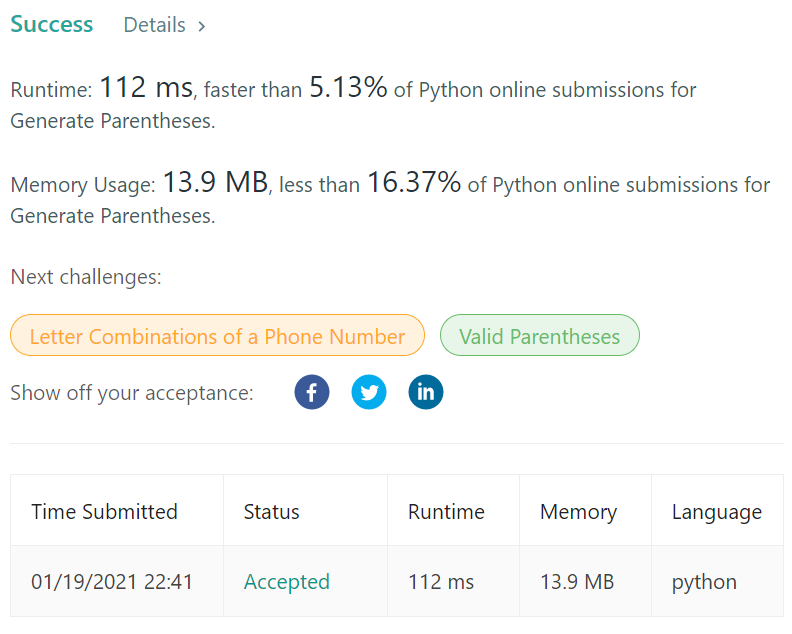 Success Details >
Runtime: 112 ms, faster than 5.13% of Python online submissions for
Generate Parentheses.
Memory Usage: 13.9 MB, less than 16.37% of Python online submissions for
Generate Parentheses.
Next challenges:
Letter Combinations of a Phone Number Valid Parentheses
Show off your acceptance: f in
Time Submitted Status Runtime Memory Language
01/19/2021 22:41 Accepted 112 ms 13.9 MB python